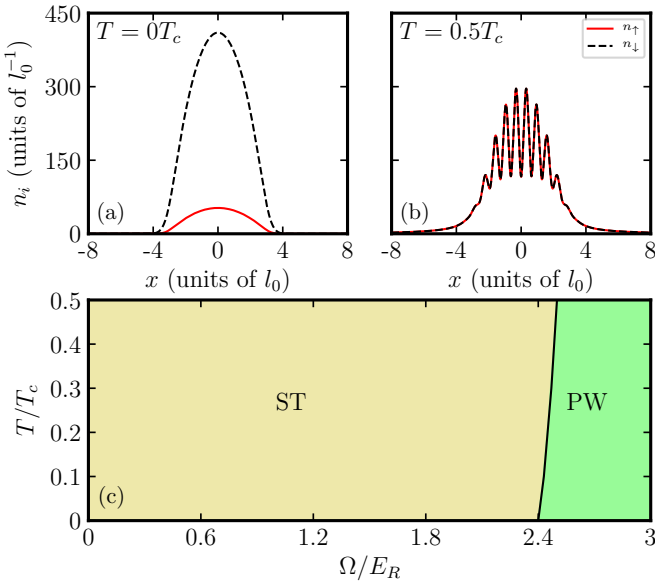 450
300
150
0
n_i (units of l_0^{-1})
T = 0T_c
(a)
-8
-4
0
4
8
x (units of l_0)
T = 0.5T_c
n_↑
n_↓
(b)
-8
-4
0
4
8
x (units of l_0)
0.5
0.4
0.3
0.2
0.1
0
T/T_c
ST
PW
(c)
0
0.6
1.2
1.8
2.4
3
Ω/E_R